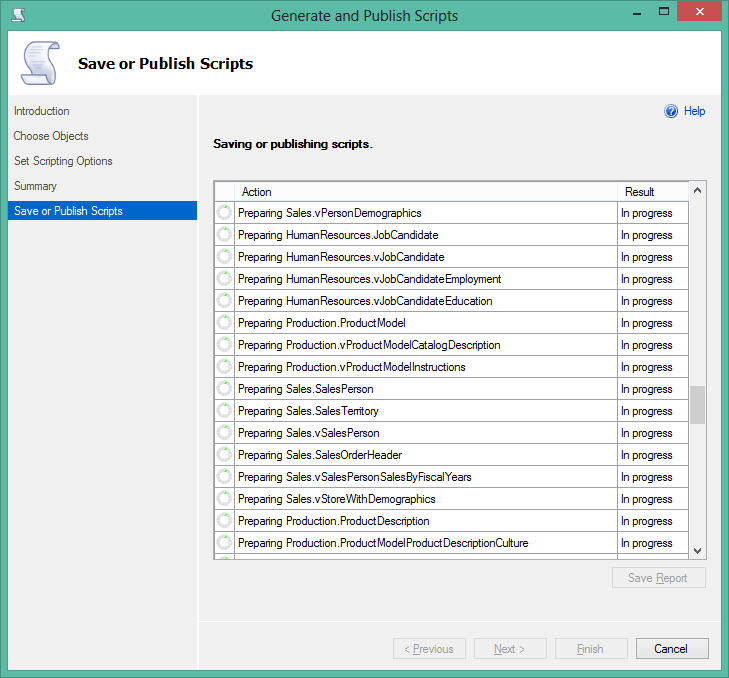 Generate and Publish Scripts
Save or Publish Scripts
Introduction
Choose Objects
Set Scripting Options
Summary
Save or Publish Scripts
Help
Saving or publishing scripts.
Action Result
Preparing Sales.vPersonDemographics In progress
Preparing HumanResources.JobCandidate In progress
Preparing HumanResources.vJobCandidate In progress
Preparing HumanResources.vJobCandidateEmployment In progress
Preparing HumanResources.vJobCandidateEducation In progress
Preparing Production.ProductModel In progress
Preparing Production.vProductModelCatalogDescription In progress
Preparing Production.vProductModelInstructions In progress
Preparing Sales.SalesPerson In progress
Preparing Sales.SalesTerritory In progress
Preparing Sales.vSalesPerson In progress
Preparing Sales.SalesOrderHeader In progress
Preparing Sales.vSalesPersonSalesByFiscalYears In progress
Preparing Sales.vStoreWithDemographics In progress
Preparing Production.ProductDescription In progress
Preparing Production.ProductModelProductDescriptionCulture In progress
Save Report
< Previous Next > Finish Cancel